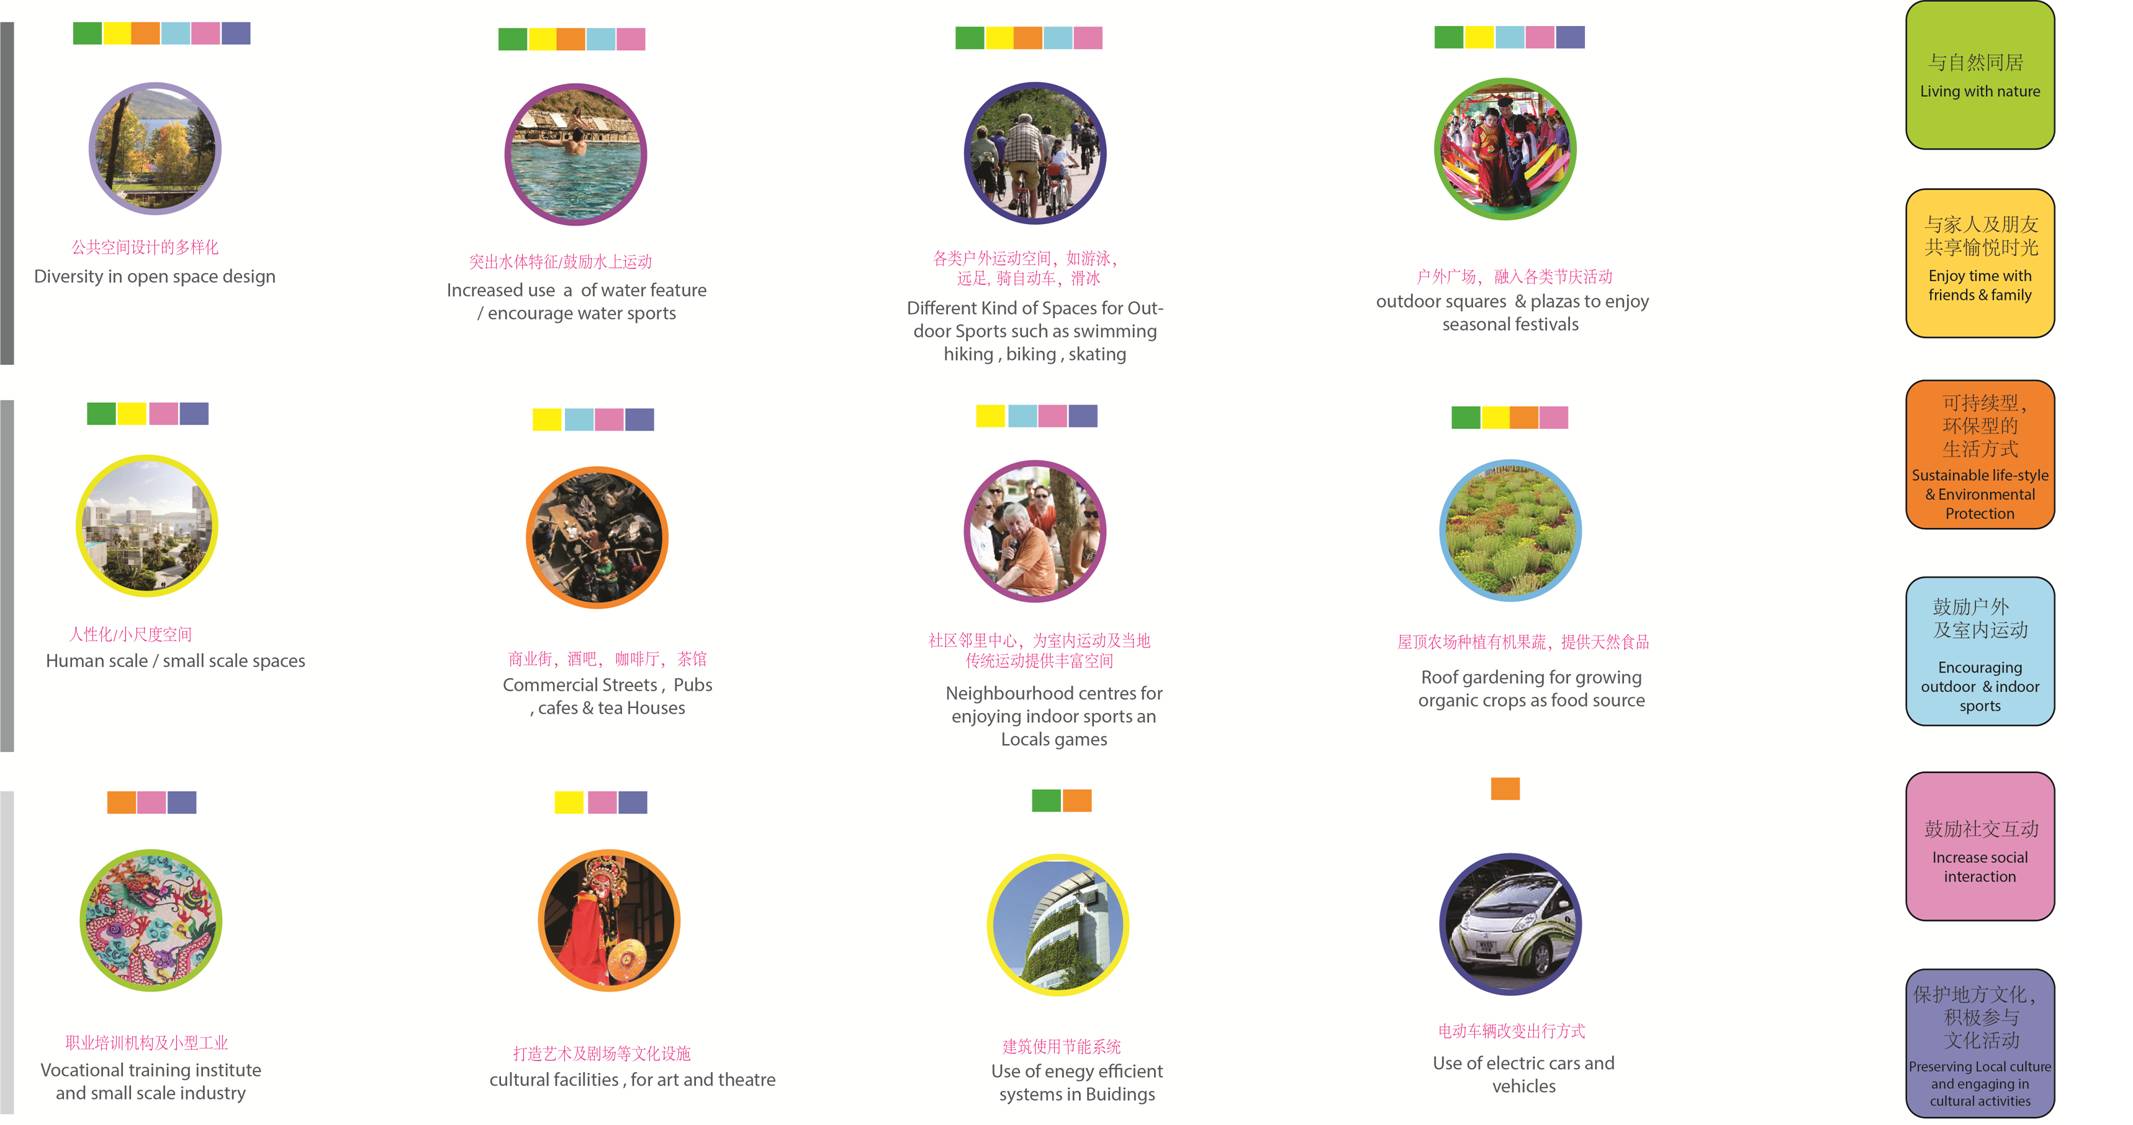 公共空间设计的多样化
Diversity in open space design
突出水体特征/鼓励水上运动
Increased use  a  of water feature
/ encourage water sports
各类户外运动空间，如游泳，
远足, 骑自动车，滑冰
Different Kind of Spaces for Out-
door Sports such as swimming
hiking , biking , skating
户外广场，融入各类节庆活动
outdoor squares  & plazas to enjoy
seasonal festivals
人性化/小尺度空间
Human scale / small scale spaces
商业街，酒吧，咖啡厅，茶馆
Commercial Streets ,  Pubs
, cafes & tea Houses
社区邻里中心，为室内运动及当地
传统运动提供丰富空间
Neighbourhood centres for
enjoying indoor sports an
Locals games
屋顶农场种植有机果蔬，提供天然食品
Roof gardening for growing
organic crops as food source
职业培训机构及小型工业
Vocational training institute
and small scale industry
打造艺术及剧场等文化设施
cultural facilities , for art and theatre
建筑使用节能系统
Use of enegy efficient
systems in Buidings
电动车辆改变出行方式
Use of electric cars and
vehicles
与自然同居
Living with nature
与家人及朋友
共享愉悦时光
Enjoy time with
friends & family
可持续型，
环保型的
生活方式
Sustainable life-style
& Environmental
Protection
鼓励户外
及室内运动
Encouraging
outdoor  & indoor
sports
鼓励社交互动
Increase social
interaction
保护地方文化，
积极参与
文化活动
Preserving Local culture
and engaging in
cultural activities